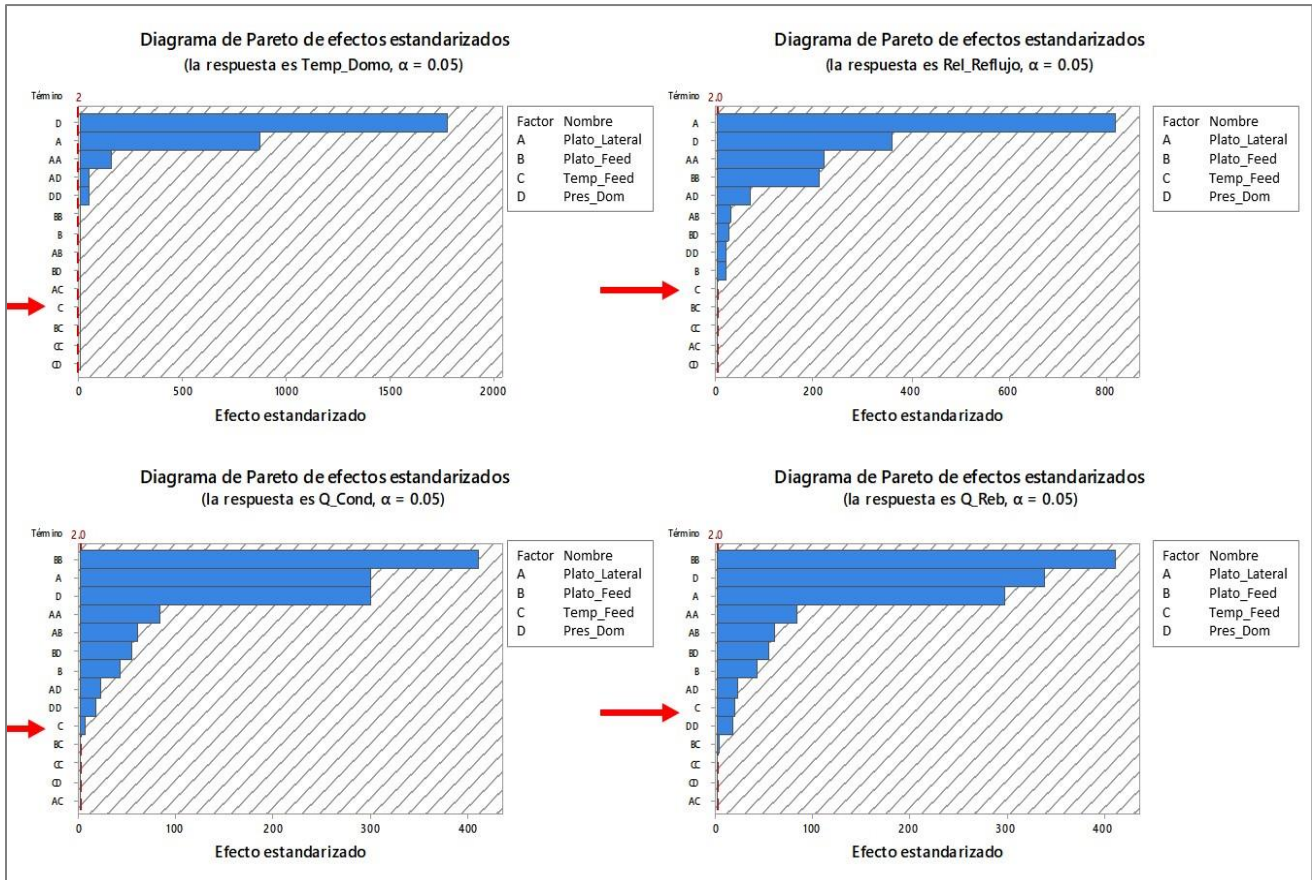 Diagrama de Pareto de efectos estandarizados
(la respuesta es Temp_Domo, α = 0.05)
Término 2
D
A
AA
AD
DD
BB
B
AB
BD
AC
C
BC
CC
CD
0 500 1000 1500 2000
Efecto estandarizado
Factor Nombre
A Plato_Lateral
B Plato_Feed
C Temp_Feed
D Pres_Dom
Diagrama de Pareto de efectos estandarizados
(la respuesta es Rel_Reflujo, α = 0.05)
Término 2.0
A
D
AA
BB
AD
AB
BD
DD
B
C
BC
CC
AC
CD
0 200 400 600 800
Efecto estandarizado
Factor Nombre
A Plato_Lateral
B Plato_Feed
C Temp_Feed
D Pres_Dom
Diagrama de Pareto de efectos estandarizados
(la respuesta es Q_Cond, α = 0.05)
Término 2.0
BB
A
D
AA
AB
BD
B
AD
DD
C
BC
CC
CD
AC
0 100 200 300 400
Efecto estandarizado
Factor Nombre
A Plato_Lateral
B Plato_Feed
C Temp_Feed
D Pres_Dom
Diagrama de Pareto de efectos estandarizados
(la respuesta es Q_Reb, α = 0.05)
Término 2.0
BB
D
A
AA
AB
BD
B
AD
C
DD
BC
CC
CD
AC
0 100 200 300 400
Efecto estandarizado
Factor Nombre
A Plato_Lateral
B Plato_Feed
C Temp_Feed
D Pres_Dom